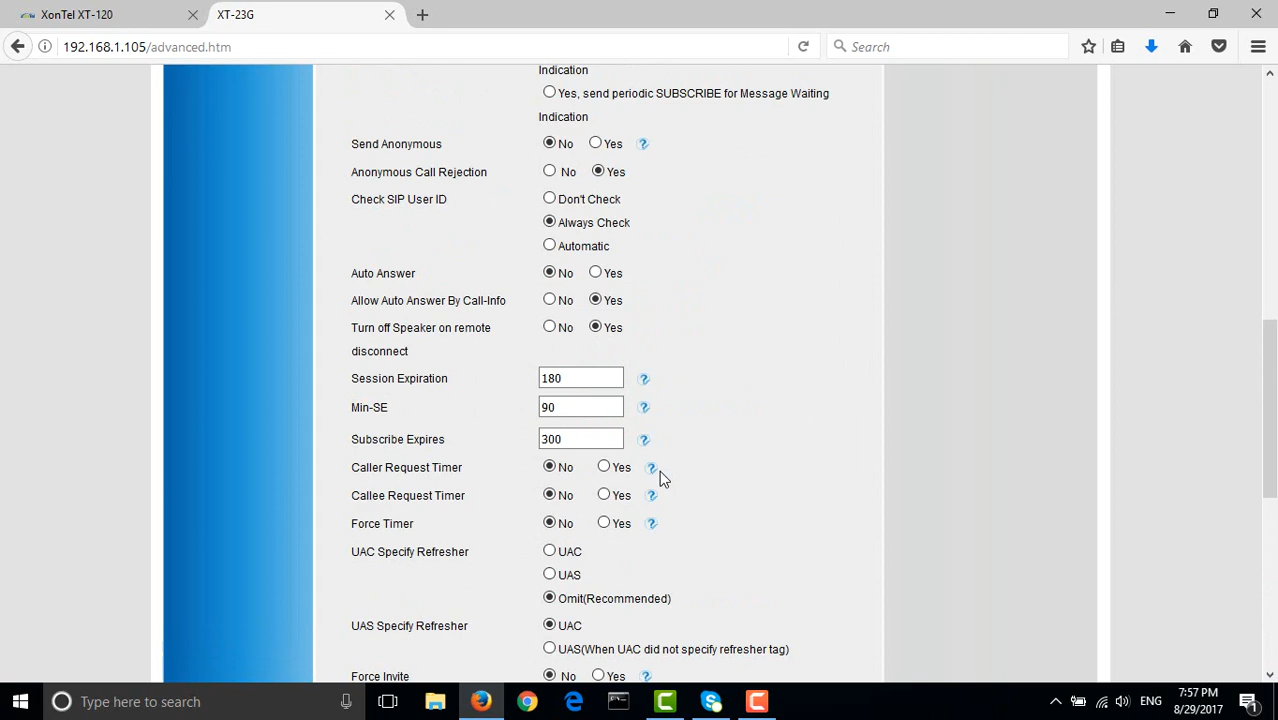 XonTel XT-120
XT-23G
192.168.1.105/advanced.htm
Search
Indication
Yes, send periodic SUBSCRIBE for Message Waiting
Indication
Send Anonymous No Yes ?
Anonymous Call Rejection No Yes
Check SIP User ID Don't Check
Always Check
Automatic
Auto Answer No Yes
Allow Auto Answer By Call-Info No Yes
Turn off Speaker on remote No Yes
disconnect
Session Expiration 180 ?
Min-SE 90 ?
Subscribe Expires 300 ?
Caller Request Timer No Yes ?
Callee Request Timer No Yes ?
Force Timer No Yes ?
UAC Specify Refresher UAC
UAS
Omit(Recommended)
UAS Specify Refresher UAC
UAS(When UAC did not specify refresher tag)
Force Invite No Yes ?
Type here to search
ENG
7:57 PM
8/29/2017
1